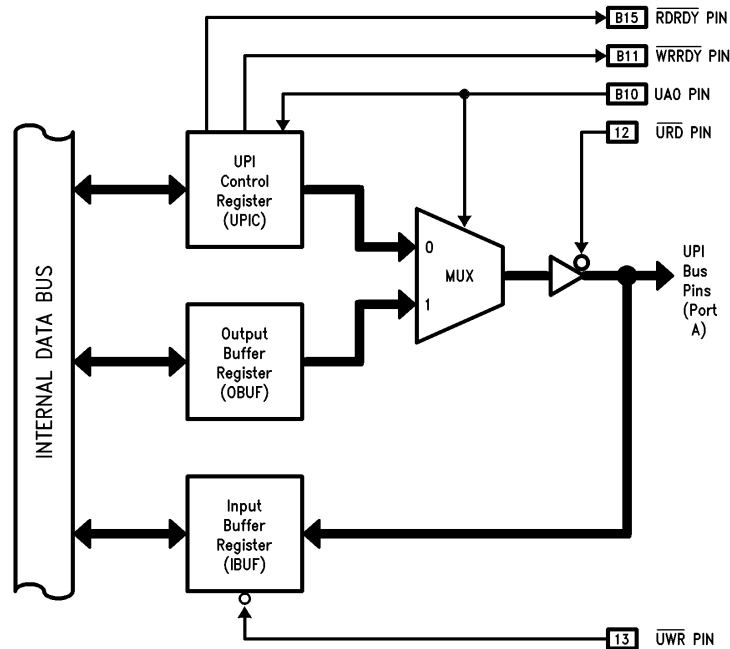 B15 RDRDY PIN
B11 WRRDY PIN
B10 UA0 PIN
12 URD PIN
UPI
Control
Register
(UPIC)
0
MUX
1
UPI
Bus
Pins
(Port
A)
INTERNAL DATA BUS
Output
Buffer
Register
(OBUF)
Input
Buffer
Register
(IBUF)
13 UWR PIN